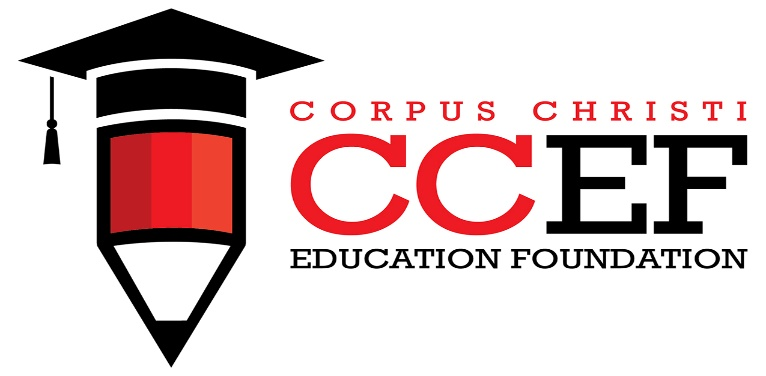 CORPUS CHRISTI
CCEF
EDUCATION FOUNDATION